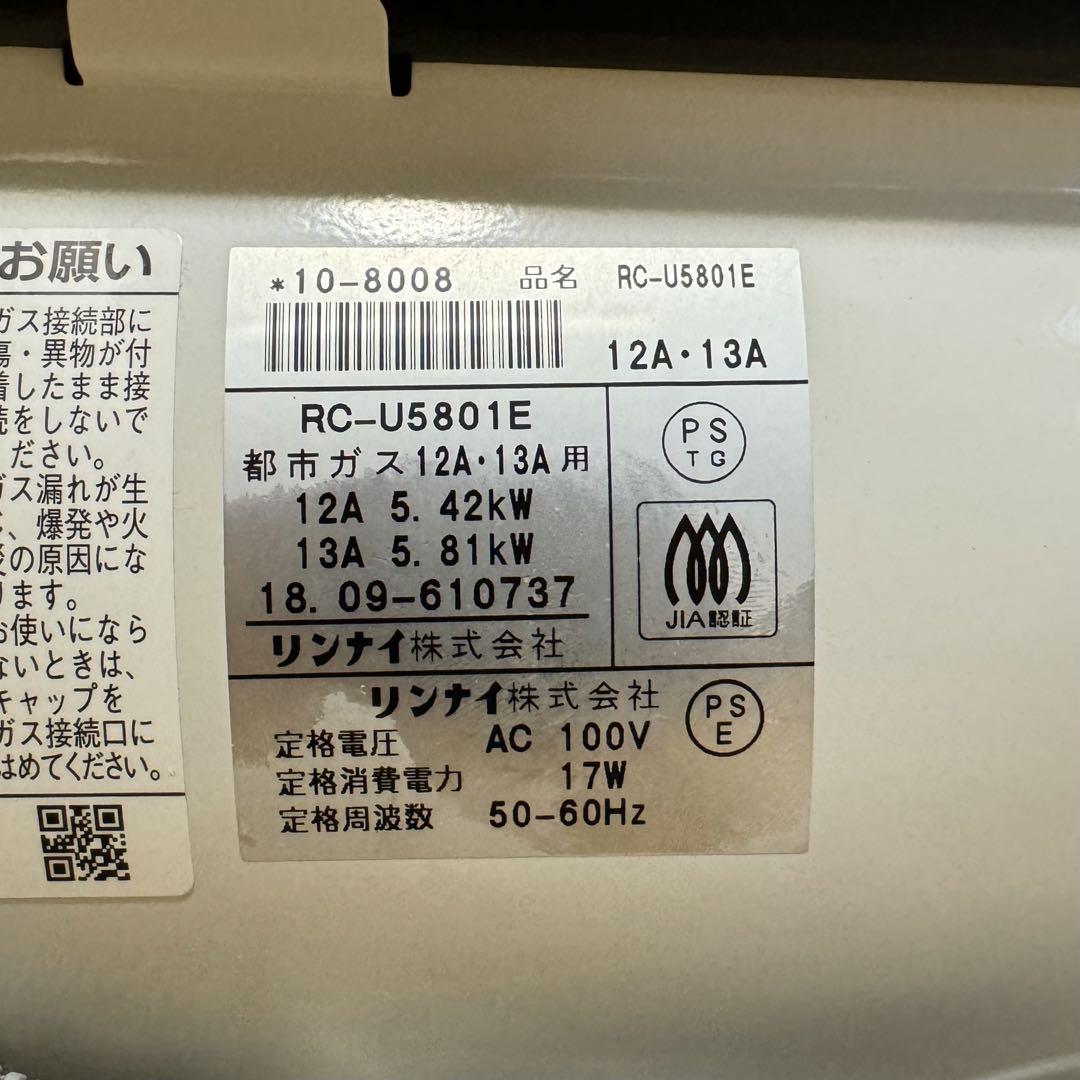 お願い
ガス接続部に
傷・異物が付
着したまま接
続をしないで
ください。
ガス漏れが生
じ、爆発や火
災の原因にな
ります。
お使いになら
ないときは、
キャップを
ガス接続口に
はめてください。
*10-8008 品名 RC-U5801E
12A・13A
RC-U5801E
都市ガス12A・13A用
12A 5.42kW
13A 5.81kW
18.09-610737
リンナイ株式会社
PS
TG
JIA認証
リンナイ株式会社
PS
E
定格電圧 AC 100V
定格消費電力 17W
定格周波数 50-60Hz